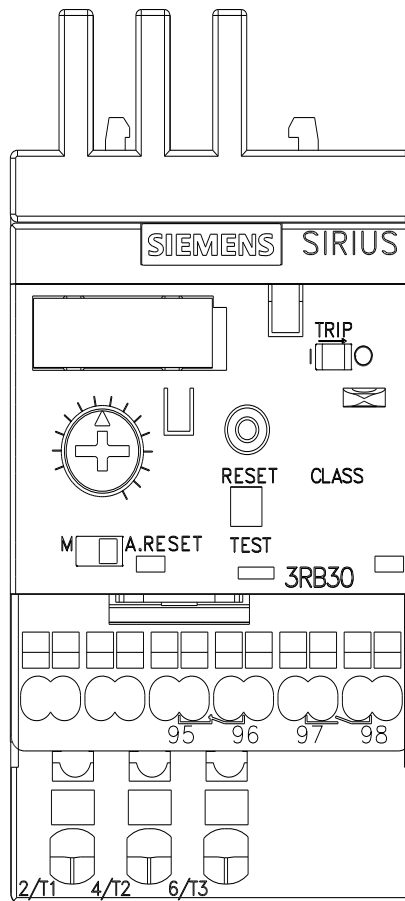 SIEMENS SIRIUS
TRIP
I O
RESET CLASS
M A.RESET TEST
3RB30
95 96 97 98
2/T1 4/T2 6/T3